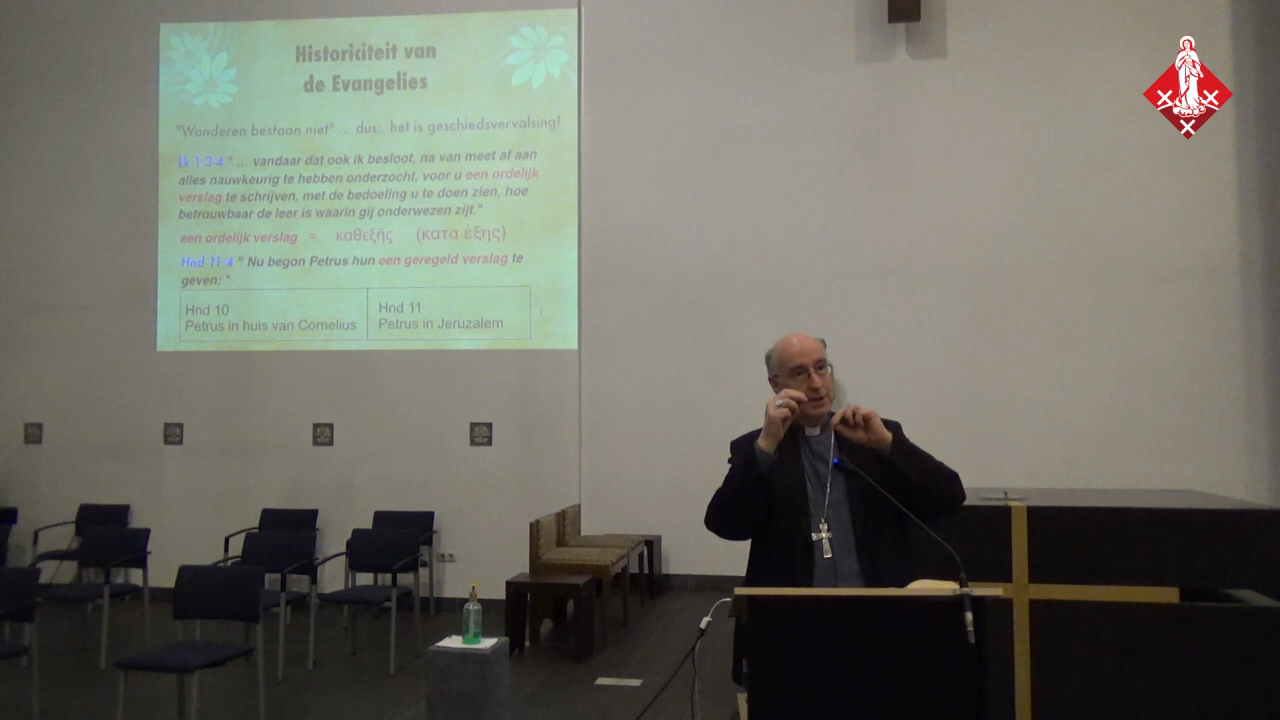 Historiciteit van
de Evangelies
"Wonderen bestaan niet" ... dus: het is geschiedsvervalsing!
Lk 1:3-4 " ... vandaar dat ook ik besloot, na van meet af aan
alles nauwkeurig te hebben onderzocht, voor u een ordelijk
verslag te schrijven, met de bedoeling u te doen zien, hoe
betrouwbaar de leer is waarin gij onderwezen zijt."
een ordelijk verslag = καθεξῆς (κατα ἑξης)
Hnd 11:4 " Nu begon Petrus hun een geregeld verslag te
geven: "
Hnd 10 Hnd 11
Petrus in huis van Cornelius Petrus in Jeruzalem